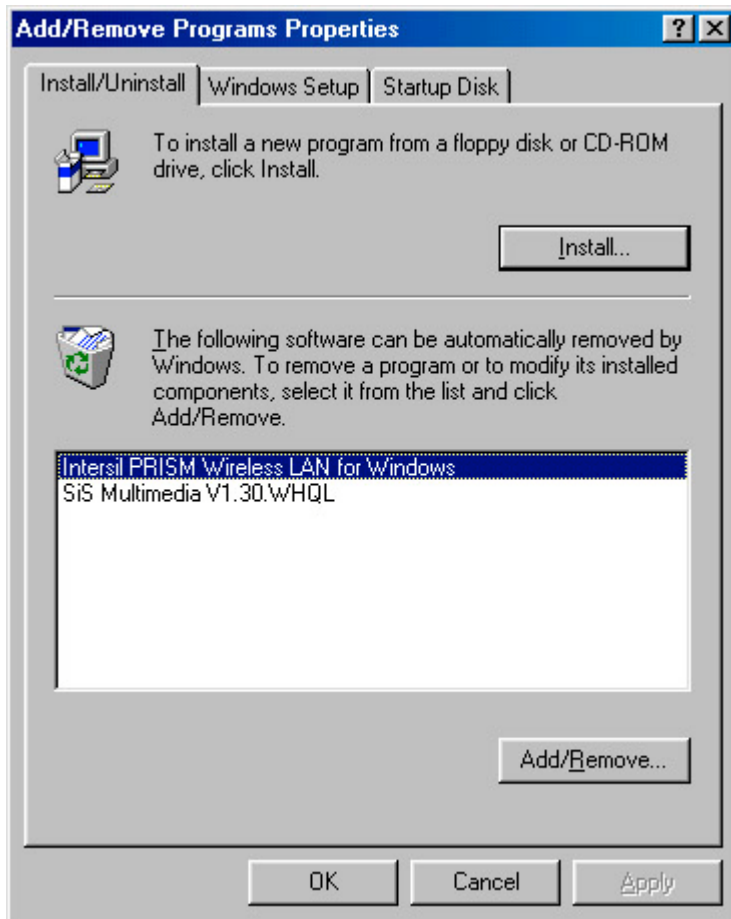 Add/Remove Programs Properties
Install/Uninstall
Windows Setup
Startup Disk
To install a new program from a floppy disk or CD-ROM
drive, click Install.
Install...
The following software can be automatically removed by
Windows. To remove a program or to modify its installed
components, select it from the list and click
Add/Remove.
Intersil PRISM Wireless LAN for Windows
SiS Multimedia V1.30.WHQL
Add/Remove...
OK
Cancel
Apply